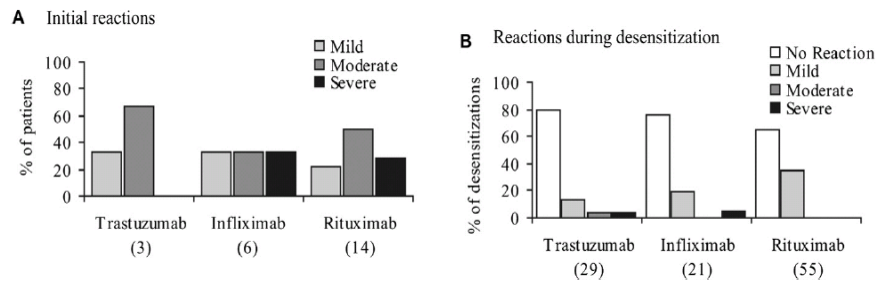 A Initial reactions
Mild
Moderate
Severe
% of patients
100
80
60
40
20
0
Trastuzumab Infliximab Rituximab
(3) (6) (14)
B Reactions during desensitization
No Reaction
Mild
Moderate
Severe
% of desensitizations
100
80
60
40
20
0
Trastuzumab Infliximab Rituximab
(29) (21) (55)